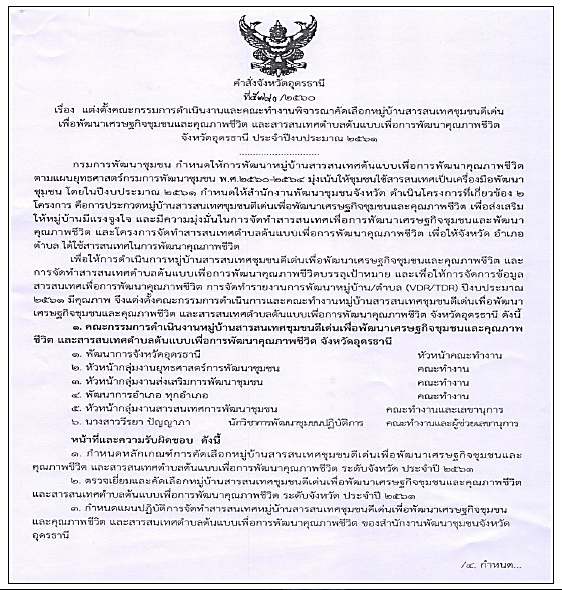 คำสั่งจังหวัดอุดรธานี
/๒๕๖๐
เรื่อง แต่งตั้งคณะกรรมการดำเนินงานและคณะทำงานพิจารณาคัดเลือกหมู่บ้านสารสนเทศชุมชนดีเด่น
เพื่อพัฒนาเศรษฐกิจชุมชนและคุณภาพชีวิต และสารสนเทศตำบลต้นแบบเพื่อการพัฒนาคุณภาพชีวิต
จังหวัดอุดรธานี ประจำปีงบประมาณ ๒๕๖๑
................................
กรมการพัฒนาชุมชน กำหนดให้การพัฒนาหมู่บ้านสารสนเทศต้นแบบเพื่อการพัฒนาคุณภาพชีวิต
ตามแผนยุทธศาสตร์กรมการพัฒนาชุมชน พ.ศ.๒๕๖๐-๒๕๖๔ มุ่งเน้นให้ชุมชนใช้สารสนเทศเป็นเครื่องมือพัฒนา
ชุมชน โดยในปีงบประมาณ ๒๕๖๑ กำหนดให้สำนักงานพัฒนาชุมชนจังหวัด ดำเนินโครงการที่เกี่ยวข้อง ๒
โครงการ คือการประกวดหมู่บ้านสารสนเทศชุมชนดีเด่นเพื่อพัฒนาเศรษฐกิจชุมชนและคุณภาพชีวิต เพื่อส่งเสริม
ให้หมู่บ้านมีแรงจูงใจ และมีความมุ่งมั่นในการจัดทำสารสนเทศเพื่อการพัฒนาเศรษฐกิจชุมชนและพัฒนา
คุณภาพชีวิต และโครงการจัดทำสารสนเทศตำบลต้นแบบเพื่อการพัฒนาคุณภาพชีวิต เพื่อให้จังหวัด อำเภอ
ตำบล ได้ใช้สารสนเทศในการพัฒนาคุณภาพชีวิต
เพื่อให้การดำเนินการหมู่บ้านสารสนเทศชุมชนดีเด่นเพื่อพัฒนาเศรษฐกิจชุมชนและคุณภาพชีวิต และ
การจัดทำสารสนเทศตำบลต้นแบบเพื่อการพัฒนาคุณภาพชีวิตบรรลุเป้าหมาย และเพื่อให้การจัดการข้อมูล
สารสนเทศเพื่อการพัฒนาคุณภาพชีวิต การจัดทำรายงานการพัฒนาหมู่บ้าน/ตำบล (VDR/TDR) ปีงบประมาณ
๒๕๖๑ มีคุณภาพ จึงแต่งตั้งคณะกรรมการดำเนินการและคณะทำงานหมู่บ้านสารสนเทศชุมชนดีเด่นเพื่อพัฒนา
เศรษฐกิจชุมชนและคุณภาพชีวิต และสารสนเทศตำบลต้นแบบเพื่อการพัฒนาคุณภาพชีวิต จังหวัดอุดรธานี ดังนี้
๑. คณะกรรมการดำเนินงานหมู่บ้านสารสนเทศชุมชนดีเด่นเพื่อพัฒนาเศรษฐกิจชุมชนและคุณภาพ
ชีวิต และสารสนเทศตำบลต้นแบบเพื่อการพัฒนาคุณภาพชีวิต จังหวัดอุดรธานี
๑. พัฒนาการจังหวัดอุดรธานี หัวหน้าคณะทำงาน
๒. หัวหน้ากลุ่มงานยุทธศาสตร์การพัฒนาชุมชน คณะทำงาน
๓. หัวหน้ากลุ่มงานส่งเสริมการพัฒนาชุมชน คณะทำงาน
๔. พัฒนาการอำเภอ ทุกอำเภอ คณะทำงาน
๕. หัวหน้ากลุ่มงานสารสนเทศการพัฒนาชุมชน คณะทำงานและเลขานุการ
๖. นางสาววีรยา ปัญญาภา นักวิชาการพัฒนาชุมชนปฏิบัติการ คณะทำงานและผู้ช่วยเลขานุการ
หน้าที่และความรับผิดชอบ ดังนี้
๑. กำหนดหลักเกณฑ์การคัดเลือกหมู่บ้านสารสนเทศชุมชนดีเด่นเพื่อพัฒนาเศรษฐกิจชุมชนและ
คุณภาพชีวิต และสารสนเทศตำบลต้นแบบเพื่อการพัฒนาคุณภาพชีวิต ระดับจังหวัด ประจำปี ๒๕๖๑
๒. ตรวจเยี่ยมและคัดเลือกหมู่บ้านสารสนเทศชุมชนดีเด่นเพื่อพัฒนาเศรษฐกิจชุมชนและคุณภาพชีวิต
และสารสนเทศตำบลต้นแบบเพื่อการพัฒนาคุณภาพชีวิต ระดับจังหวัด ประจำปี ๒๕๖๑
๓. กำหนดแผนปฏิบัติการจัดทำสารสนเทศหมู่บ้านสารสนเทศชุมชนดีเด่นเพื่อพัฒนาเศรษฐกิจชุมชน
และคุณภาพชีวิต และสารสนเทศตำบลต้นแบบเพื่อการพัฒนาคุณภาพชีวิต ของสำนักงานพัฒนาชุมชนจังหวัด
อุดรธานี
/๔. กำหนด...